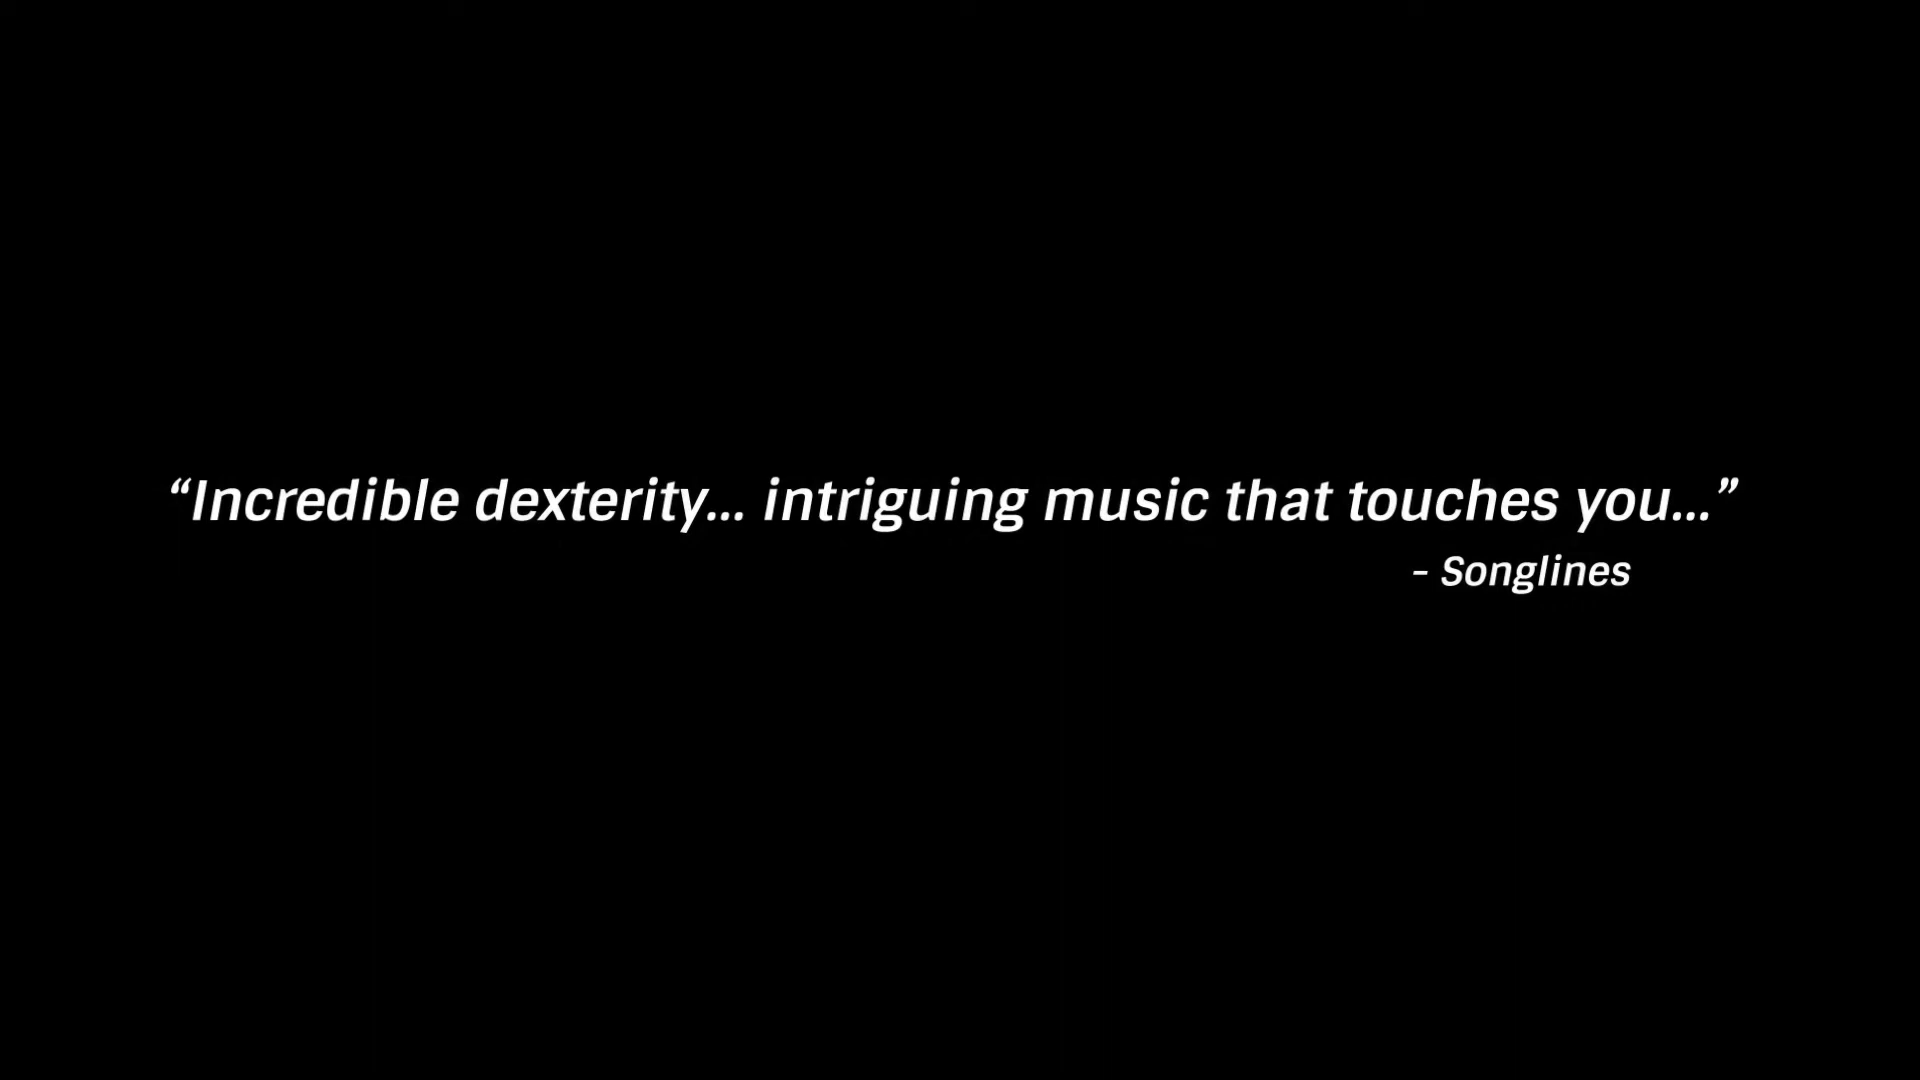 “Incredible dexterity... intriguing music that touches you...”
- Songlines